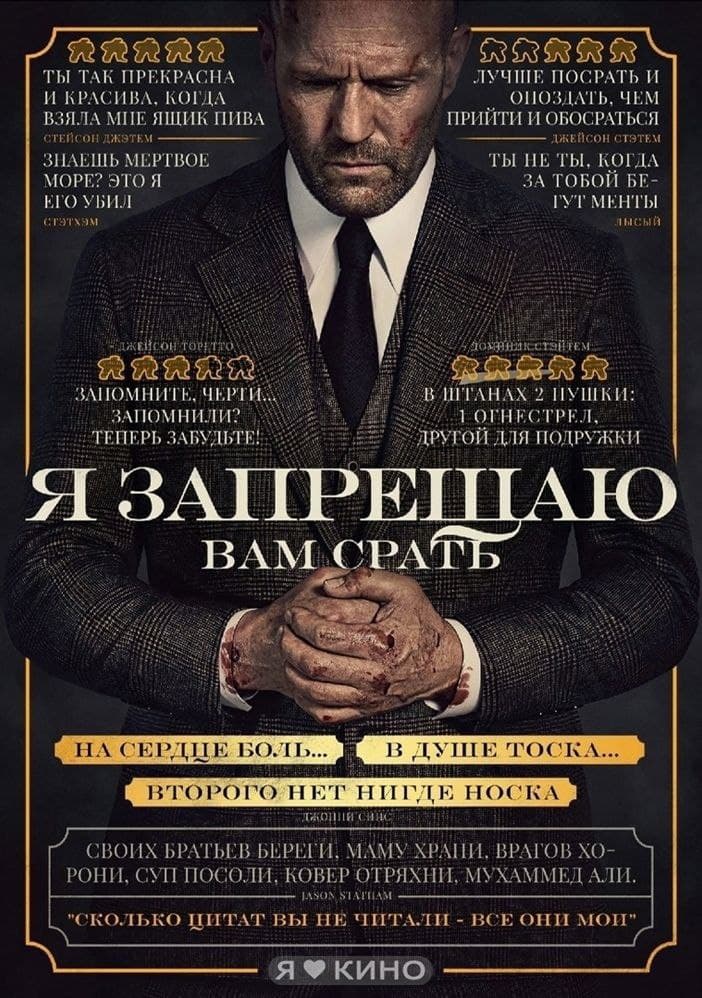 ТЫ ТАК ПРЕКРАСНА
И КРАСИВА, КОГДА
ВЗЯЛА МНЕ ЯЩИК ПИВА
СТЕЙСОН ДЖЭТЕМ
ЗНАЕШЬ МЕРТВОЕ
МОРЕ? ЭТО Я
ЕГО УБИЛ
СТЭТХЭМ
ЛУЧШЕ ПОСРАТЬ И
ОПОЗДАТЬ, ЧЕМ
ПРИЙТИ И ОБОСРАТЬСЯ
ДЖЕЙСОН СТЭТЕМ
ТЫ НЕ ТЫ, КОГДА
ЗА ТОБОЙ БЕ-
ГУТ МЕНТЫ
ЛЫСЫЙ
- ДЖЕЙСОН ТОРЕТТО
ЗАПОМНИТЕ, ЧЕРТИ...
ЗАПОМНИЛИ?
ТЕПЕРЬ ЗАБУДЬТЕ!
ДОМИНИК СТЭЙТЕМ
В ШТАНАХ 2 ПУШКИ:
1 ОГНЕСТРЕЛ,
ДРУГОЙ ДЛЯ ПОДРУЖКИ
Я ЗАПРЕЩАЮ
ВАМ СРАТЬ
НА СЕРДЦЕ БОЛЬ... В ДУШЕ ТОСКА...
ВТОРОГО НЕТ НИГДЕ НОСКА
ДЖОННИ СИНС
СВОИХ БРАТЬЕВ БЕРЕГИ, МАМУ ХРАНИ, ВРАГОВ ХО-
РОНИ, СУП ПОСОЛИ, КОВЕР ОТРЯХНИ, МУХАММЕД АЛИ.
JASON STATHAM
"СКОЛЬКО ЦИТАТ ВЫ НЕ ЧИТАЛИ - ВСЕ ОНИ МОИ"
Я ♥ КИНО